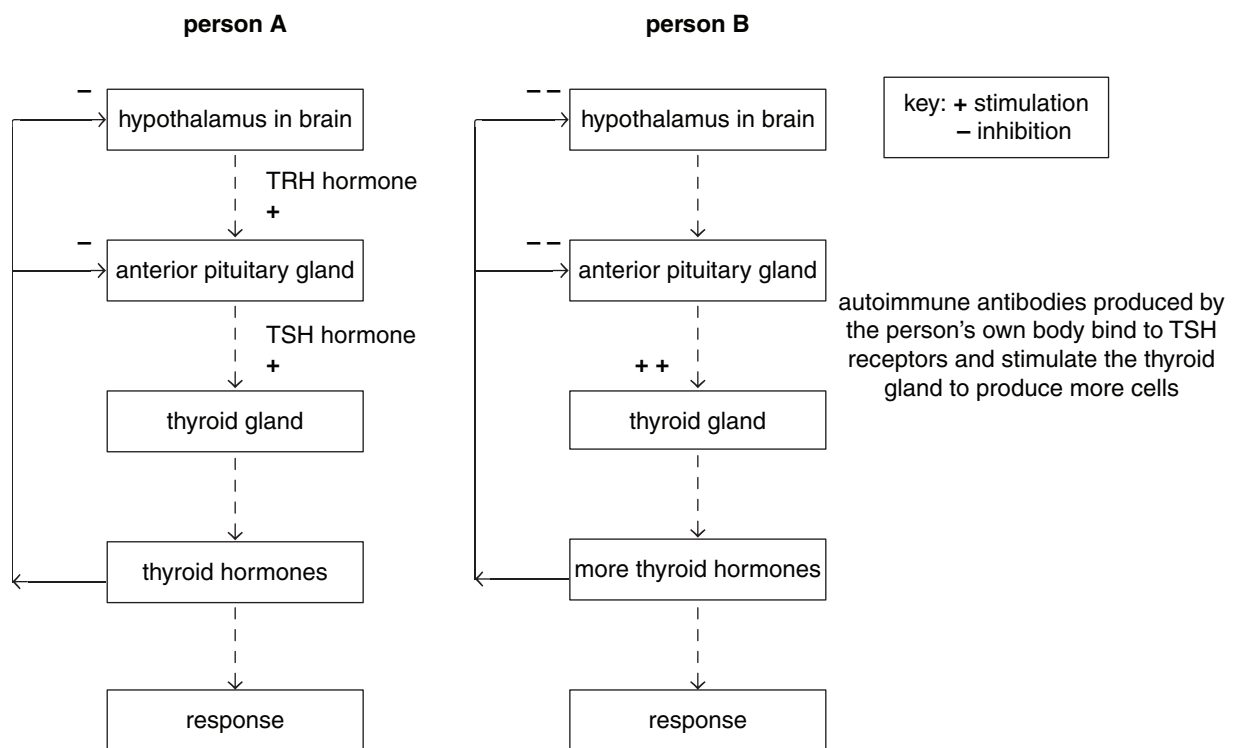 person A
hypothalamus in brain
TRH hormone
+
anterior pituitary gland
TSH hormone
+
thyroid gland
thyroid hormones
response
–
–
person B
hypothalamus in brain
anterior pituitary gland
+ +
thyroid gland
more thyroid hormones
response
– –
– –
key: + stimulation
– inhibition
autoimmune antibodies produced by
the person's own body bind to TSH
receptors and stimulate the thyroid
gland to produce more cells